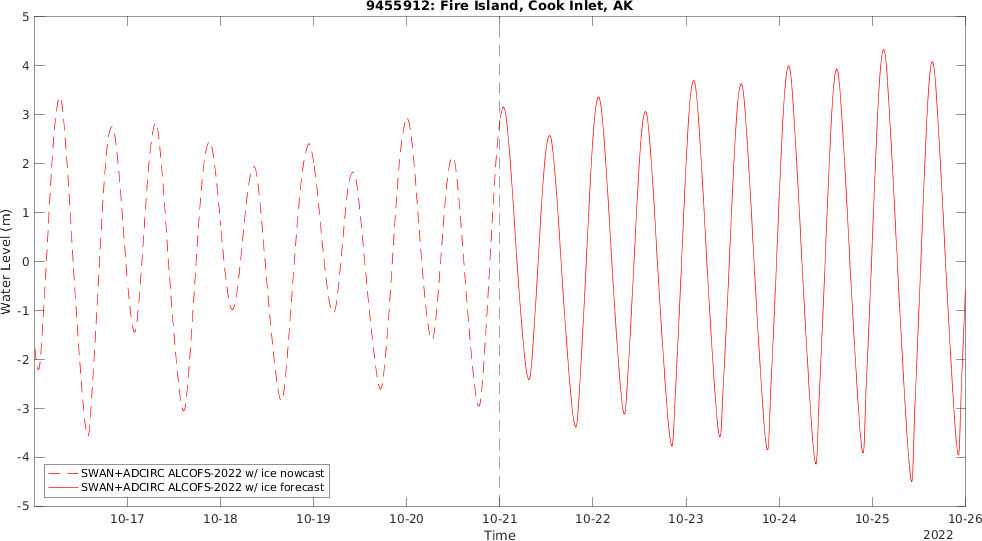 9455912: Fire Island, Cook Inlet, AK
5
4
3
2
1
0
-1
-2
-3
-4
-5
Water Level (m)
SWAN+ADCIRC ALCOFS-2022 w/ ice nowcast
SWAN+ADCIRC ALCOFS-2022 w/ ice forecast
10-17 10-18 10-19 10-20 10-21 10-22 10-23 10-24 10-25 10-26
Time
2022